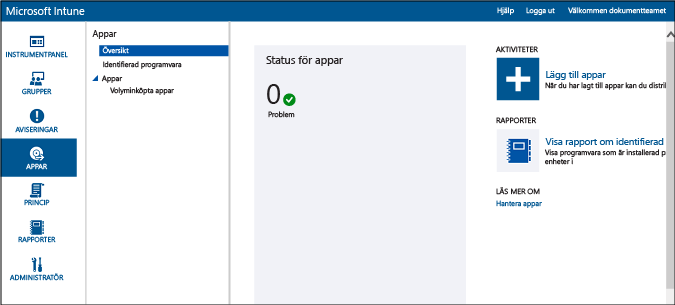 Microsoft Intune
Hjälp Logga ut Välkommen dokumentteamet
INSTRUMENTPANEL
GRUPPER
AVISERINGAR
APPAR
PRINCIP
RAPPORTER
ADMINISTRATÖR
Appar
Översikt
Identifierad programvara
Appar
Volyminköpta appar
Status för appar
0
Problem
AKTIVITETER
Lägg till appar
När du har lagt till appar kan du distri
RAPPORTER
Visa rapport om identifierad
Visa programvara som är installerad p
enheter i
LÄS MER OM
Hantera appar